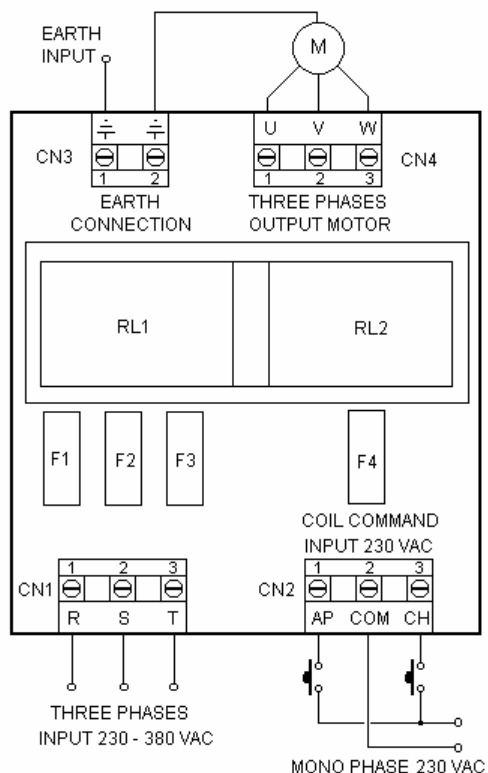 EARTH
INPUT
M
U V W
CN3
CN4
1 2
1 2 3
EARTH
CONNECTION
THREE PHASES
OUTPUT MOTOR
RL1
RL2
F1
F2
F3
F4
COIL COMMAND
INPUT 230 VAC
1 2 3
1 2 3
CN1
CN2
R S T
AP COM CH
THREE PHASES
INPUT 230 - 380 VAC
MONO PHASE 230 VAC